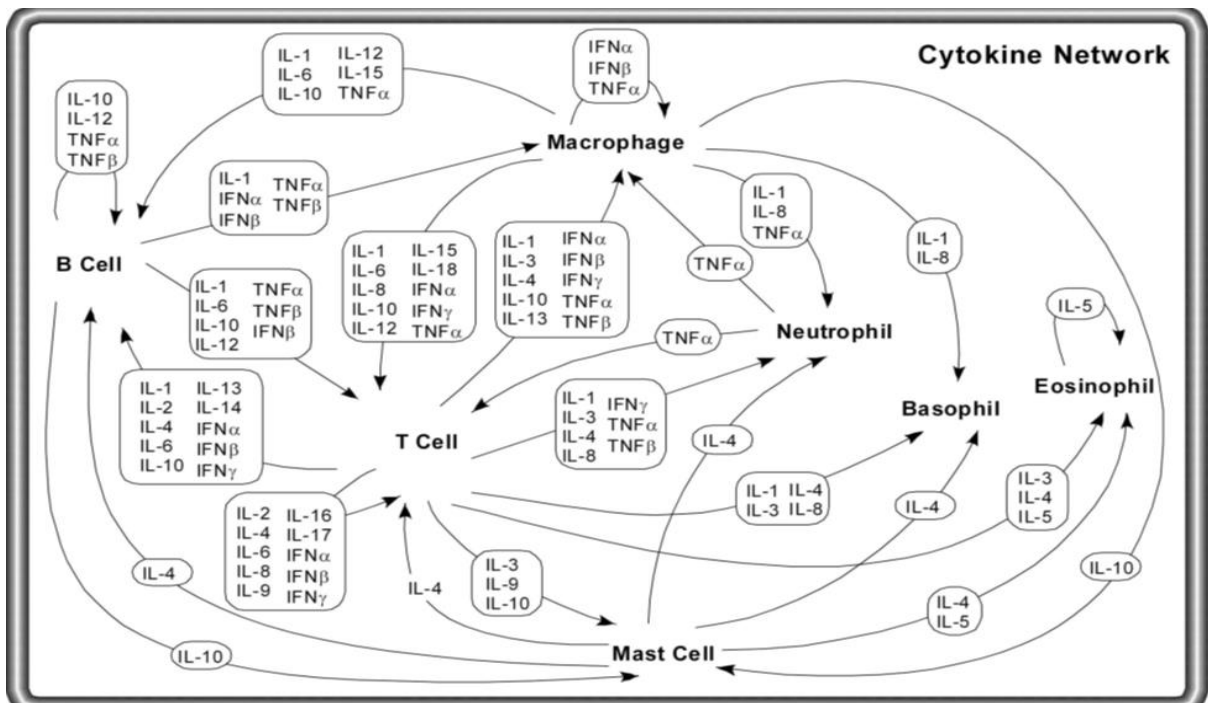 Cytokine Network
IL-1 IL-12
IL-6 IL-15
IL-10 TNFα
IFNα
IFNβ
TNFα
IL-10
IL-12
TNFα
TNFβ
Macrophage
IL-1 TNFα
IFNα TNFβ
IFNβ
IL-1
IL-8
TNFα
IL-1
IL-8
B Cell
IL-1 IL-15
IL-6 IL-18
IL-8 IFNα
IL-10 IFNγ
IL-12 TNFα
IL-1 IFNα
IL-3 IFNβ
IL-4 IFNγ
IL-10 TNFα
IL-13 TNFβ
TNFα
IL-1 TNFα
IL-6 TNFβ
IL-10 IFNβ
IL-12
TNFα
Neutrophil
IL-5
Eosinophil
IL-1 IL-13
IL-2 IL-14
IL-4 IFNα
IL-6 IFNβ
IL-10 IFNγ
T Cell
IL-1 IFNγ
IL-3 TNFα
IL-4 TNFβ
IL-8
IL-4
Basophil
IL-2 IL-16
IL-4 IL-17
IL-6 IFNα
IL-8 IFNβ
IL-9 IFNγ
IL-1 IL-4
IL-3 IL-8
IL-4
IL-3
IL-4
IL-5
IL-4
IL-4
IL-3
IL-9
IL-10
IL-4
IL-5
IL-10
IL-10
Mast Cell